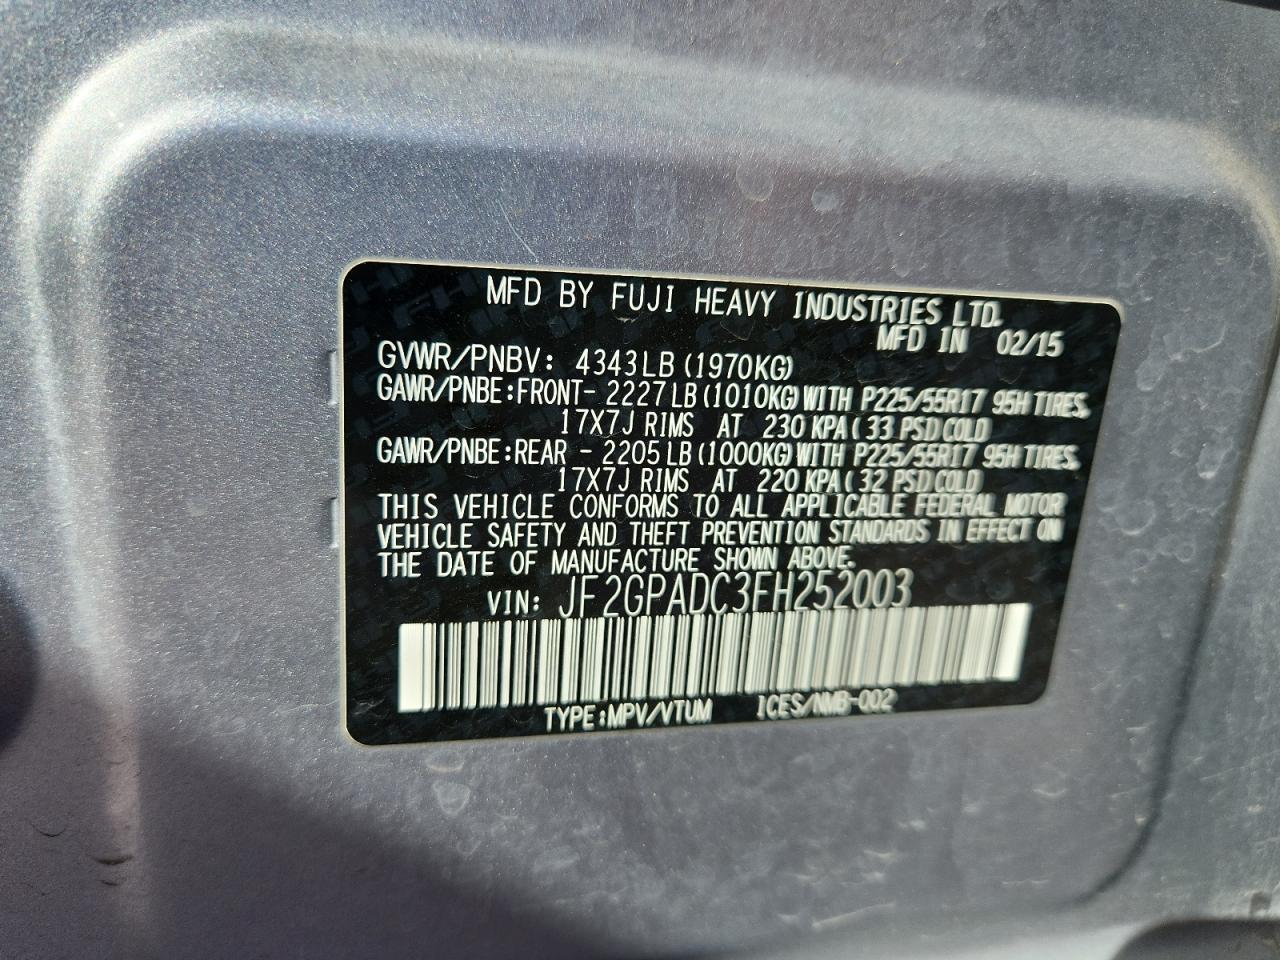 MFD BY FUJI HEAVY INDUSTRIES LTD.
MFD IN 02/15
GVWR/PNBV: 4343LB (1970KG)
GAWR/PNBE:FRONT- 2227LB (1010KG) WITH P225/55R17 95H TIRES,
17X7J RIMS AT 230 KPA( 33 PSI)COLD
GAWR/PNBE:REAR - 2205LB (1000KG) WITH P225/55R17 95H TIRES,
17X7J RIMS AT 220 KPA( 32 PSI)COLD
THIS VEHICLE CONFORMS TO ALL APPLICABLE FEDERAL MOTOR
VEHICLE SAFETY AND THEFT PREVENTION STANDARDS IN EFFECT ON
THE DATE OF MANUFACTURE SHOWN ABOVE.
VIN: JF2GPADC3FH252003
TYPE:MPV/VTUM ICES/NMB-002